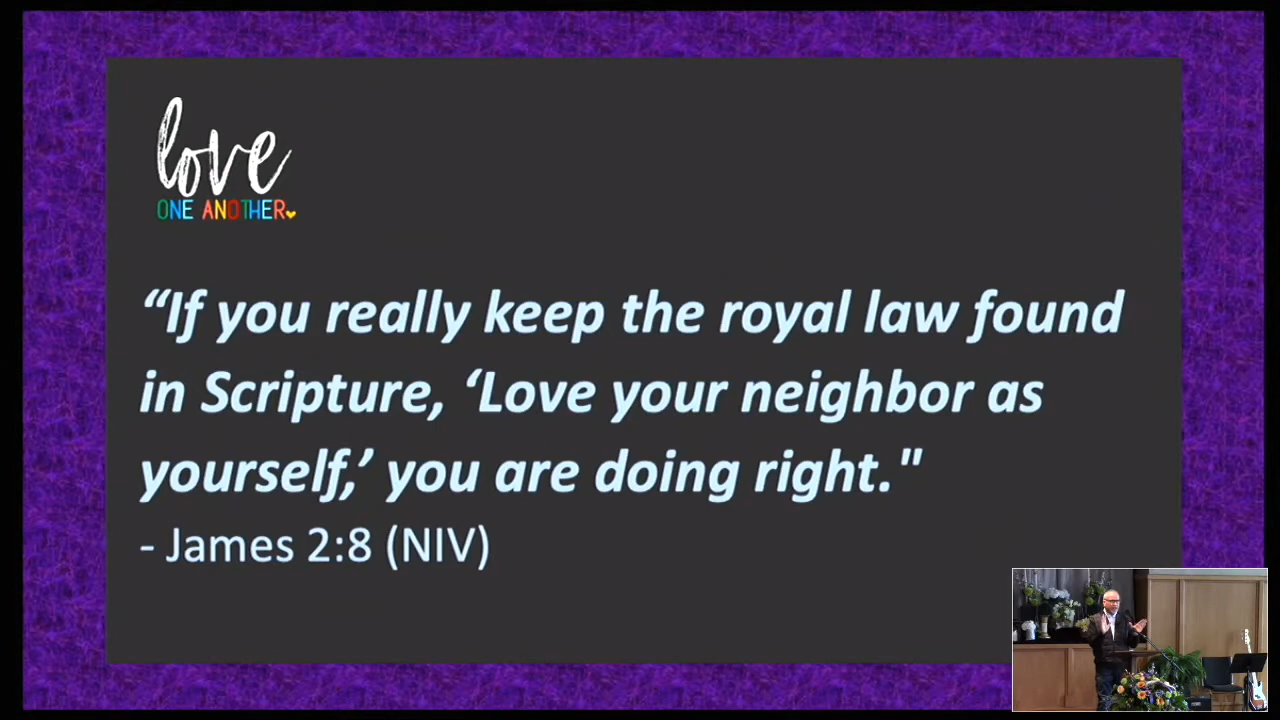 love
ONE ANOTHER
“If you really keep the royal law found
in Scripture, ‘Love your neighbor as
yourself,’ you are doing right."
- James 2:8 (NIV)